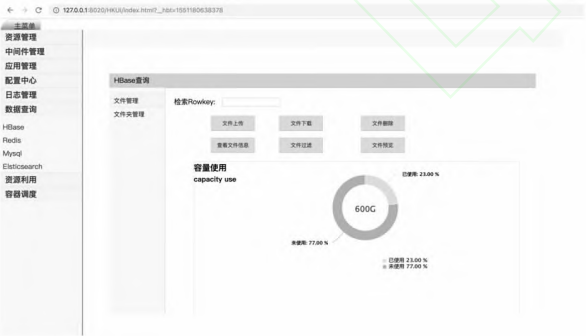 127.0.0.1:8020/HKUI/index.html?__hbt=1551180638378
主菜单
资源管理
中间件管理
应用管理
配置中心
日志管理
数据查询
HBase
Redis
Mysql
Elsticsearch
资源利用
容器调度
HBase查询
文件管理
文件夹管理
检索Rowkey:
文件上传 文件下载 文件删除
查看文件信息 文件过滤 文件预览
容量使用
capacity use
已使用: 23.00 %
600G
未使用: 77.00 %
已使用 23.00 %
未使用 77.00 %